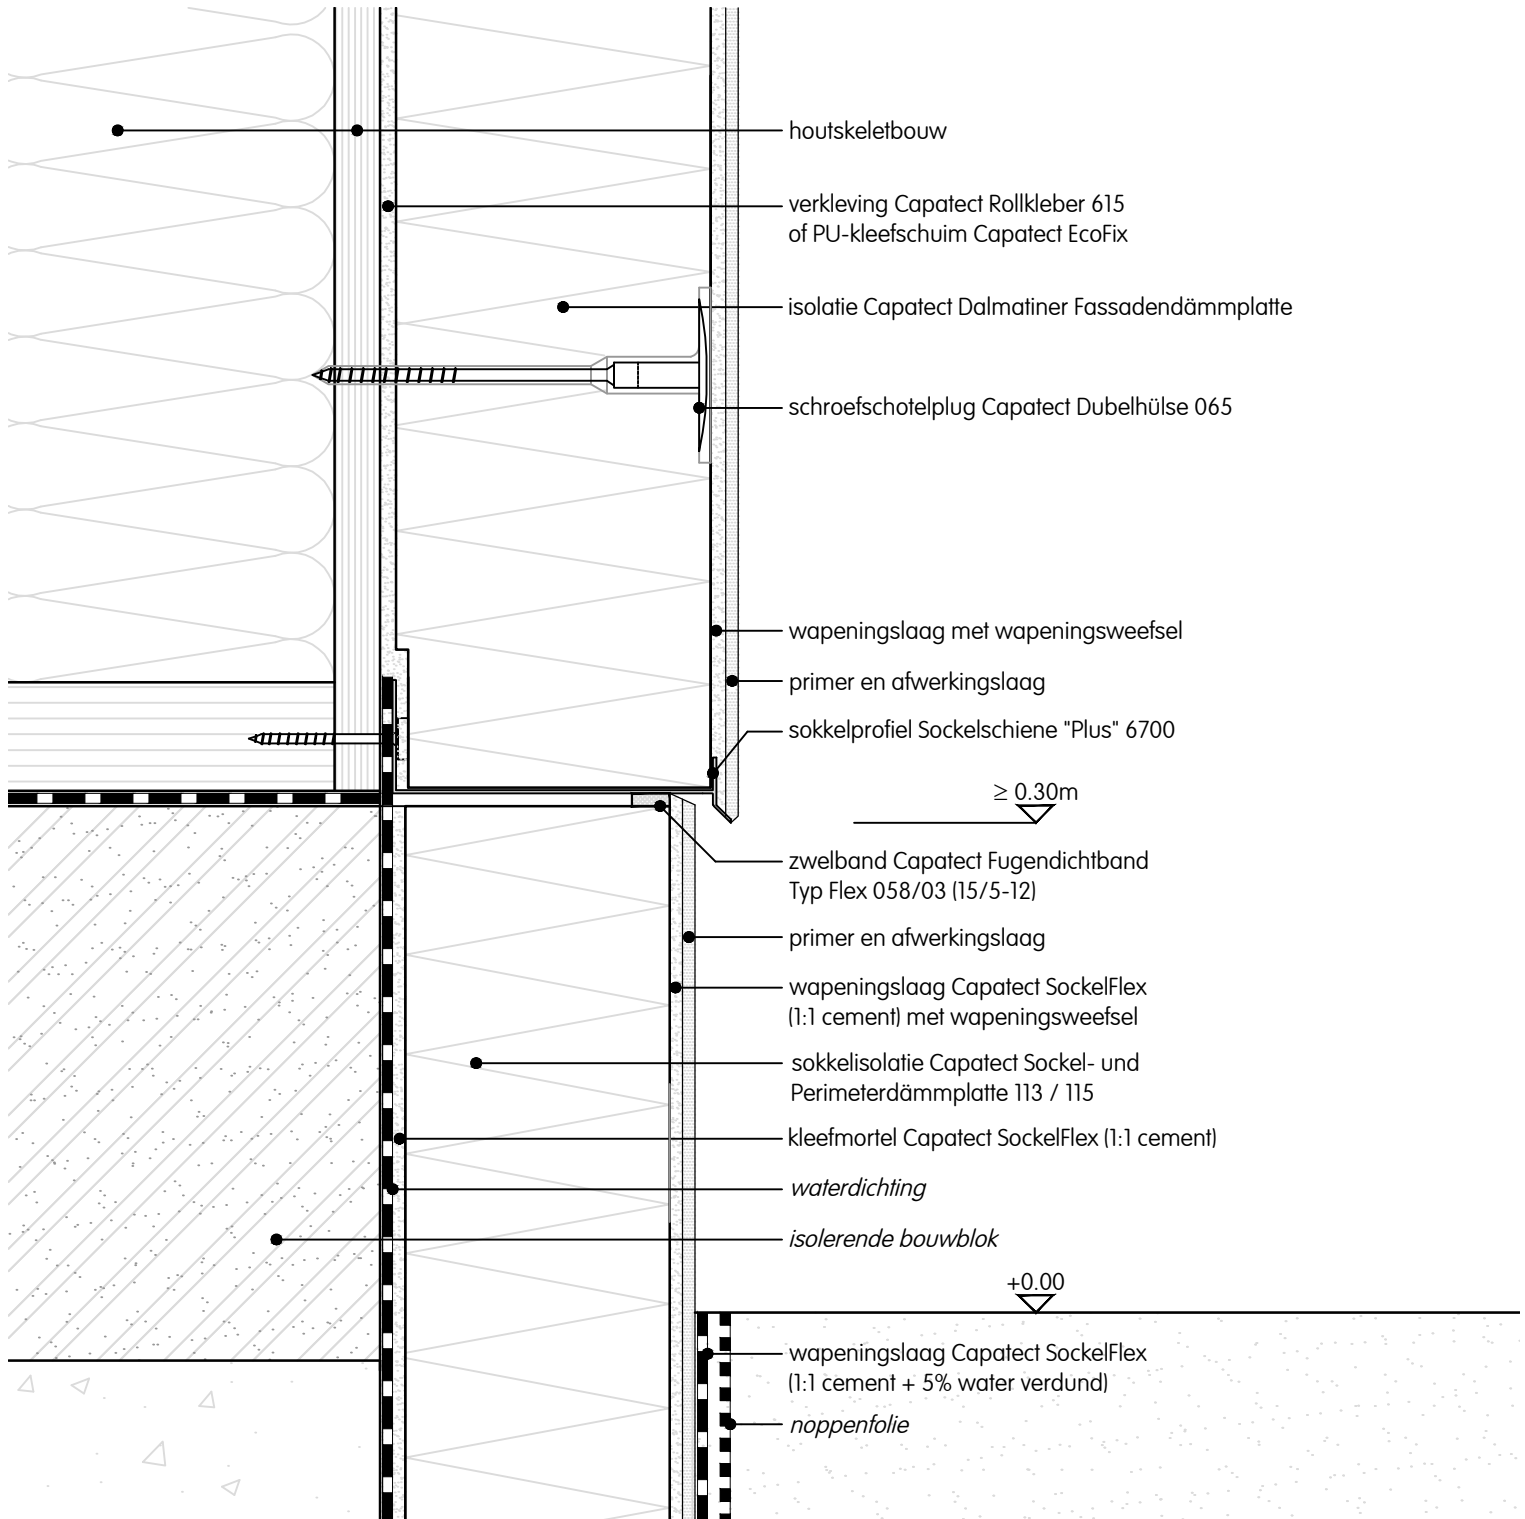 houtskeletbouw
verkleving Capatect Rollkleber 615
of PU-kleefschuim Capatect EcoFix
isolatie Capatect Dalmatiner Fassadendämmplatte
schroefschotelplug Capatect Dubelhülse 065
wapeningslaag met wapeningsweefsel
primer en afwerkingslaag
sokkelprofiel Sockelschiene "Plus" 6700
≥ 0.30m
zwelband Capatect Fugendichtband
Typ Flex 058/03 (15/5-12)
primer en afwerkingslaag
wapeningslaag Capatect SockelFlex
(1:1 cement) met wapeningsweefsel
sokkelisolatie Capatect Sockel- und
Perimeterdämmplatte 113 / 115
kleefmortel Capatect SockelFlex (1:1 cement)
waterdichting
isolerende bouwblok
+0.00
wapeningslaag Capatect SockelFlex
(1:1 cement + 5% water verdund)
noppenfolie